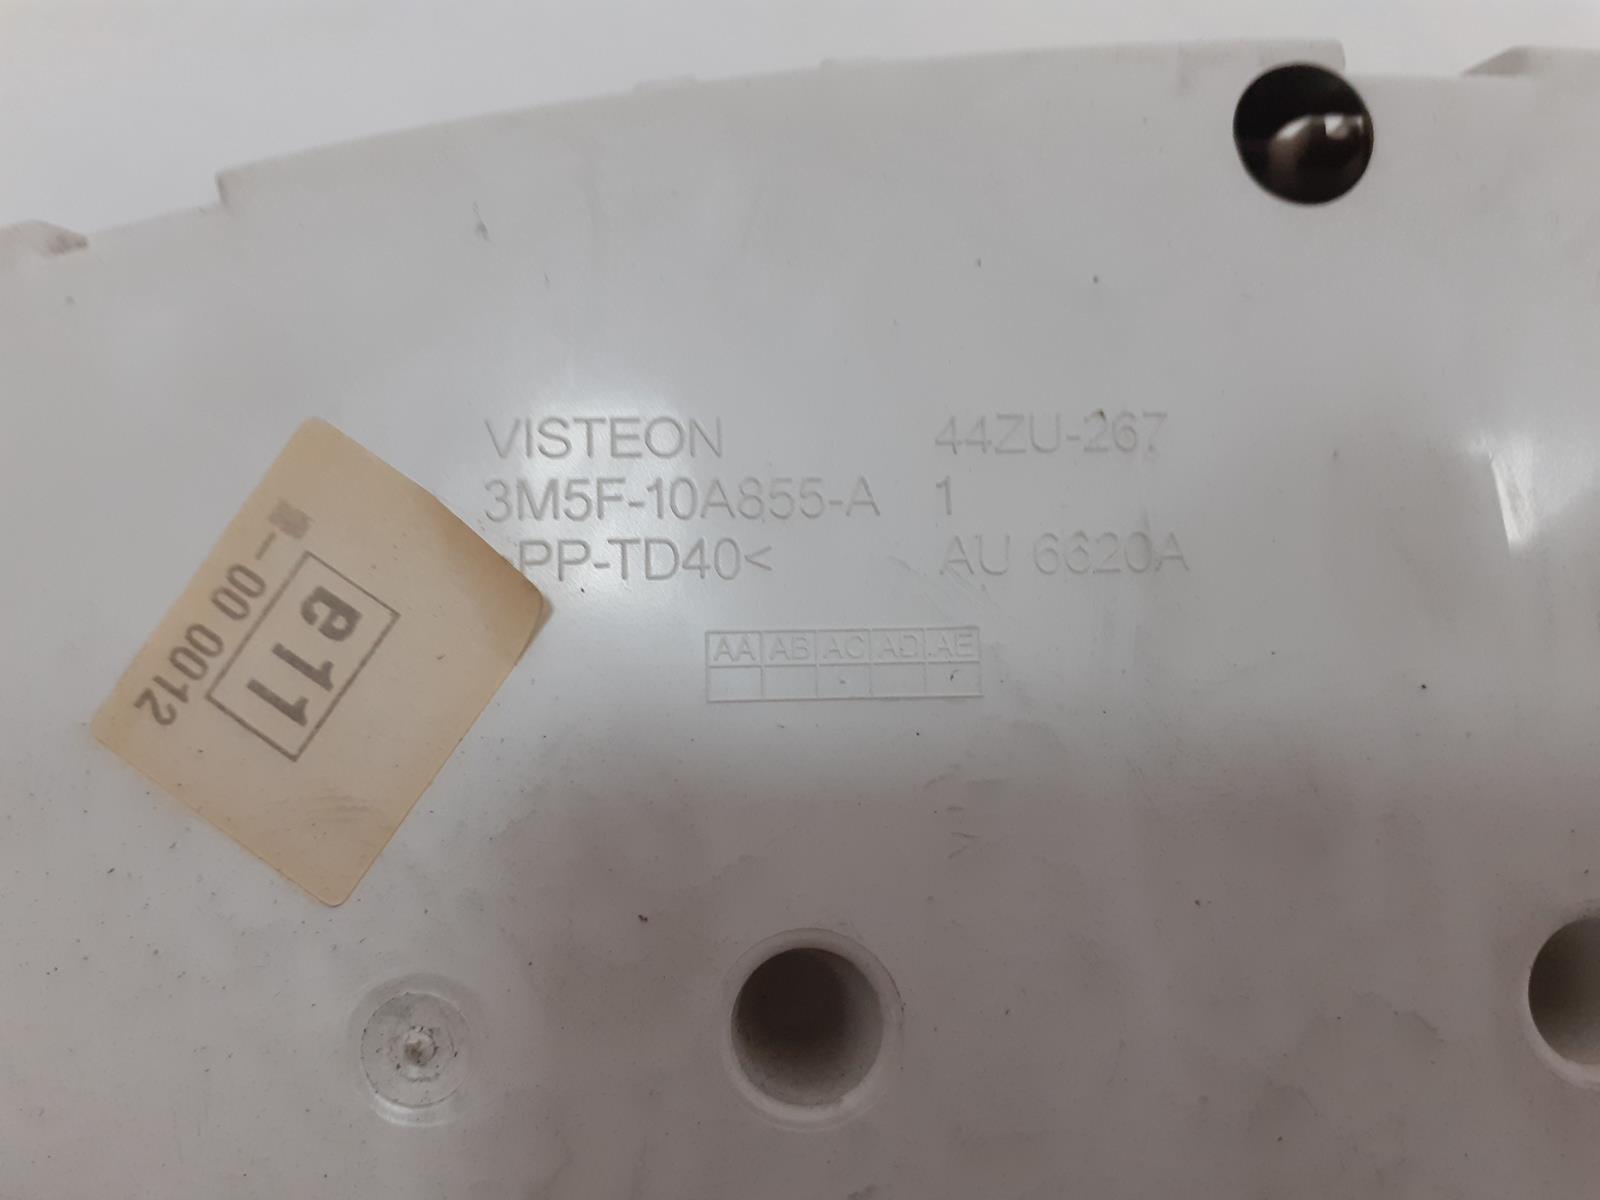 VISTEON 44ZU-267
3M5F-10A855-A 1
PP-TD40< AU 6620A
AA AB AC AD AE
e11
00 0012